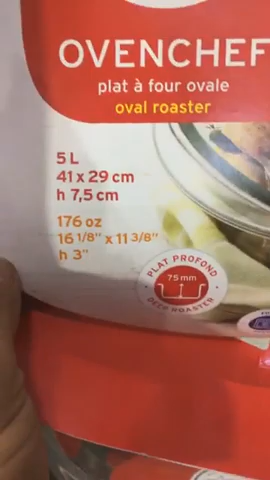 OVENCHEF
plat à four ovale
oval roaster
5 L
41 x 29 cm
h 7,5 cm
176 oz
16 1/8" x 11 3/8"
h 3"
PLAT PROFOND
75 mm
DEEP ROASTER